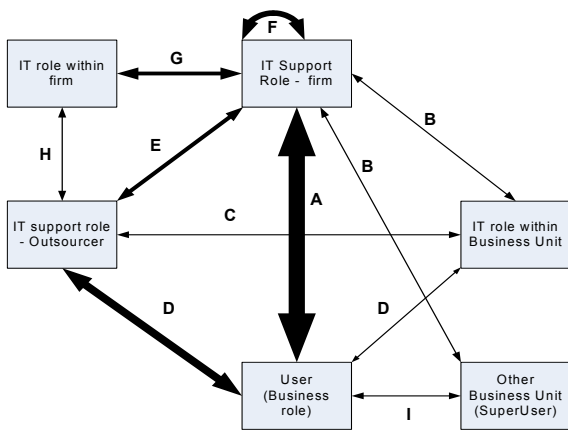 F
IT role within
firm
G
IT Support
Role - firm
B
E
H
B
A
IT support role
- Outsourcer
C
IT role within
Business Unit
D
D
User
(Business
role)
I
Other
Business Unit
(SuperUser)